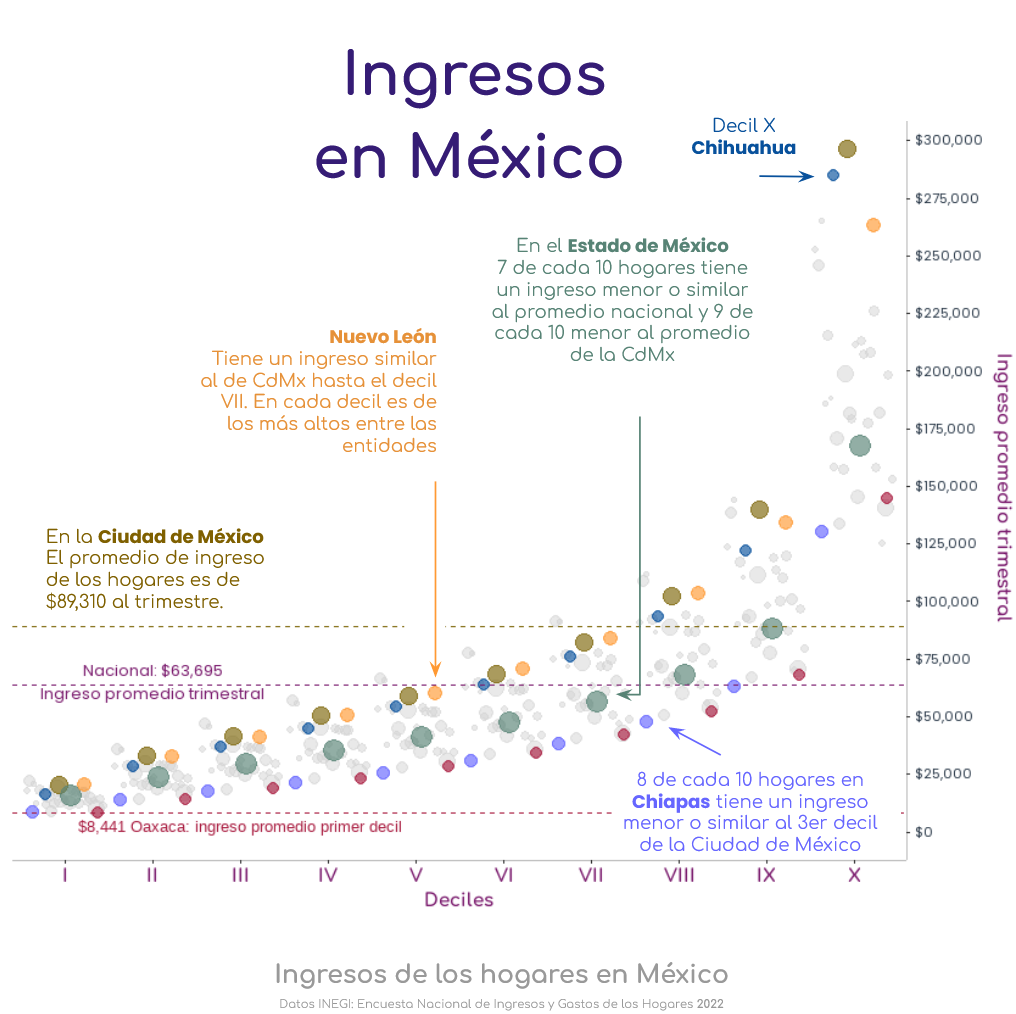 Ingresos
en México
Decil X
Chihuahua
En el Estado de México
7 de cada 10 hogares tiene
un ingreso menor o similar
al promedio nacional y 9 de
cada 10 menor al promedio
de la CdMx
Nuevo León
Tiene un ingreso similar
al de CdMx hasta el decil
VII. En cada decil es de
los más altos entre las
entidades
En la Ciudad de México
El promedio de ingreso
de los hogares es de
$89,310 al trimestre.
Nacional: $63,695
Ingreso promedio trimestral
$8,441 Oaxaca: ingreso promedio primer decil
8 de cada 10 hogares en
Chiapas tiene un ingreso
menor o similar al 3er decil
de la Ciudad de México
$300,000
$275,000
$250,000
$225,000
$200,000
$175,000
$150,000
$125,000
$100,000
$75,000
$50,000
$25,000
$0
Ingreso promedio trimestral
I II III IV V VI VII VIII IX X
Deciles
Ingresos de los hogares en México
Datos INEGI: Encuesta Nacional de Ingresos y Gastos de los Hogares 2022